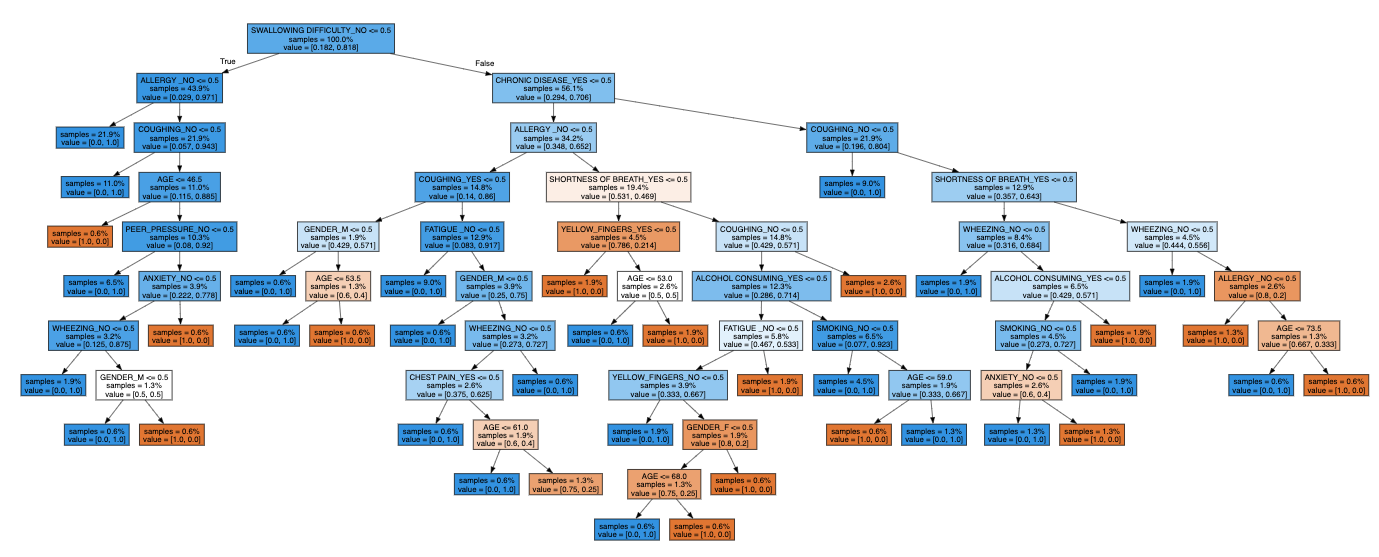 SWALLOWING DIFFICULTY_NO <= 0.5
samples = 100.0%
value = [0.182, 0.818]
True
False
ALLERGY _NO <= 0.5
samples = 43.9%
value = [0.029, 0.971]
CHRONIC DISEASE_YES <= 0.5
samples = 56.1%
value = [0.294, 0.706]
samples = 21.9%
value = [0.0, 1.0]
COUGHING_NO <= 0.5
samples = 21.9%
value = [0.057, 0.943]
ALLERGY _NO <= 0.5
samples = 34.2%
value = [0.348, 0.652]
COUGHING_NO <= 0.5
samples = 21.9%
value = [0.196, 0.804]
samples = 11.0%
value = [0.0, 1.0]
AGE <= 46.5
samples = 11.0%
value = [0.115, 0.885]
COUGHING_YES <= 0.5
samples = 14.8%
value = [0.14, 0.86]
SHORTNESS OF BREATH_YES <= 0.5
samples = 19.4%
value = [0.531, 0.469]
samples = 9.0%
value = [0.0, 1.0]
SHORTNESS OF BREATH_YES <= 0.5
samples = 12.9%
value = [0.357, 0.643]
samples = 0.6%
value = [1.0, 0.0]
PEER_PRESSURE_NO <= 0.5
samples = 10.3%
value = [0.08, 0.92]
GENDER_M <= 0.5
samples = 1.9%
value = [0.429, 0.571]
FATIGUE _NO <= 0.5
samples = 12.9%
value = [0.083, 0.917]
YELLOW_FINGERS_YES <= 0.5
samples = 4.5%
value = [0.786, 0.214]
COUGHING_NO <= 0.5
samples = 14.8%
value = [0.429, 0.571]
WHEEZING_NO <= 0.5
samples = 8.4%
value = [0.316, 0.684]
WHEEZING_NO <= 0.5
samples = 4.5%
value = [0.444, 0.556]
samples = 6.5%
value = [0.0, 1.0]
ANXIETY_NO <= 0.5
samples = 3.9%
value = [0.222, 0.778]
samples = 0.6%
value = [0.0, 1.0]
AGE <= 53.5
samples = 1.3%
value = [0.6, 0.4]
samples = 9.0%
value = [0.0, 1.0]
GENDER_M <= 0.5
samples = 3.9%
value = [0.25, 0.75]
samples = 1.9%
value = [1.0, 0.0]
AGE <= 53.0
samples = 2.6%
value = [0.5, 0.5]
ALCOHOL CONSUMING_YES <= 0.5
samples = 12.3%
value = [0.286, 0.714]
samples = 2.6%
value = [1.0, 0.0]
samples = 1.9%
value = [0.0, 1.0]
ALCOHOL CONSUMING_YES <= 0.5
samples = 6.5%
value = [0.429, 0.571]
samples = 1.9%
value = [0.0, 1.0]
ALLERGY _NO <= 0.5
samples = 2.6%
value = [0.8, 0.2]
WHEEZING_NO <= 0.5
samples = 3.2%
value = [0.125, 0.875]
samples = 0.6%
value = [1.0, 0.0]
samples = 0.6%
value = [0.0, 1.0]
samples = 0.6%
value = [1.0, 0.0]
samples = 0.6%
value = [0.0, 1.0]
WHEEZING_NO <= 0.5
samples = 3.2%
value = [0.273, 0.727]
samples = 0.6%
value = [0.0, 1.0]
samples = 1.9%
value = [1.0, 0.0]
FATIGUE _NO <= 0.5
samples = 5.8%
value = [0.467, 0.533]
SMOKING_NO <= 0.5
samples = 6.5%
value = [0.077, 0.923]
SMOKING_NO <= 0.5
samples = 4.5%
value = [0.273, 0.727]
samples = 1.9%
value = [1.0, 0.0]
samples = 1.3%
value = [1.0, 0.0]
AGE <= 73.5
samples = 1.3%
value = [0.667, 0.333]
samples = 1.9%
value = [0.0, 1.0]
GENDER_M <= 0.5
samples = 1.3%
value = [0.5, 0.5]
CHEST PAIN_YES <= 0.5
samples = 2.6%
value = [0.375, 0.625]
samples = 0.6%
value = [0.0, 1.0]
YELLOW_FINGERS_NO <= 0.5
samples = 3.9%
value = [0.333, 0.667]
samples = 1.9%
value = [1.0, 0.0]
samples = 4.5%
value = [0.0, 1.0]
AGE <= 59.0
samples = 1.9%
value = [0.333, 0.667]
ANXIETY_NO <= 0.5
samples = 2.6%
value = [0.6, 0.4]
samples = 1.9%
value = [0.0, 1.0]
samples = 0.6%
value = [0.0, 1.0]
samples = 0.6%
value = [1.0, 0.0]
samples = 0.6%
value = [0.0, 1.0]
samples = 0.6%
value = [1.0, 0.0]
samples = 0.6%
value = [0.0, 1.0]
AGE <= 61.0
samples = 1.9%
value = [0.6, 0.4]
samples = 1.9%
value = [0.0, 1.0]
GENDER_F <= 0.5
samples = 1.9%
value = [0.8, 0.2]
samples = 0.6%
value = [1.0, 0.0]
samples = 1.3%
value = [0.0, 1.0]
samples = 1.3%
value = [0.0, 1.0]
samples = 1.3%
value = [1.0, 0.0]
samples = 0.6%
value = [0.0, 1.0]
samples = 1.3%
value = [0.75, 0.25]
AGE <= 68.0
samples = 1.3%
value = [0.75, 0.25]
samples = 0.6%
value = [1.0, 0.0]
samples = 0.6%
value = [0.0, 1.0]
samples = 0.6%
value = [1.0, 0.0]